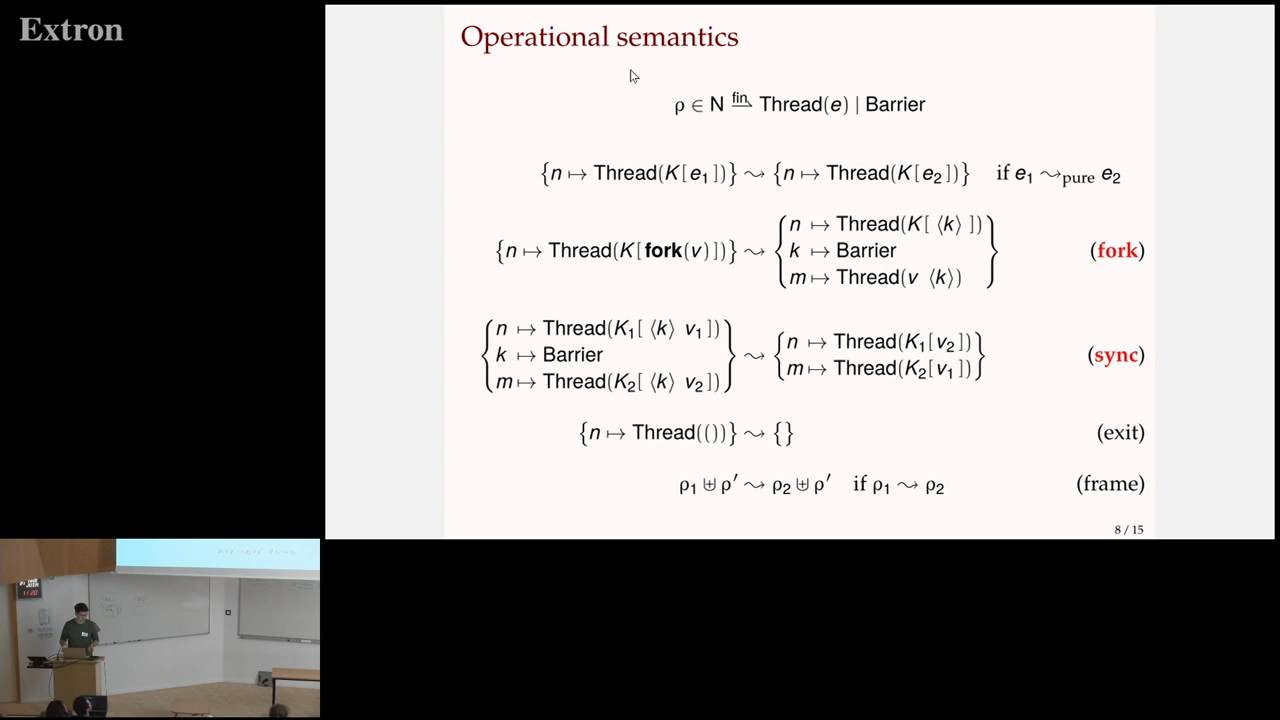 Extron
Operational semantics
ρ ∈ N fin⇀ Thread(e) | Barrier
{n ↦ Thread(K[e₁])} ⇝ {n ↦ Thread(K[e₂])} if e₁ ⇝pure e₂
{n ↦ Thread(K[fork(v)])} ⇝ {n ↦ Thread(K[⟨k⟩])
k ↦ Barrier
m ↦ Thread(v ⟨k⟩)} (fork)
{n ↦ Thread(K₁[⟨k⟩ v₁])
k ↦ Barrier
m ↦ Thread(K₂[⟨k⟩ v₂])} ⇝ {n ↦ Thread(K₁[v₂])
m ↦ Thread(K₂[v₁])} (sync)
{n ↦ Thread(())} ⇝ {} (exit)
ρ₁ ⊎ ρ′ ⇝ ρ₂ ⊎ ρ′ if ρ₁ ⇝ ρ₂ (frame)
8 / 15
11:20